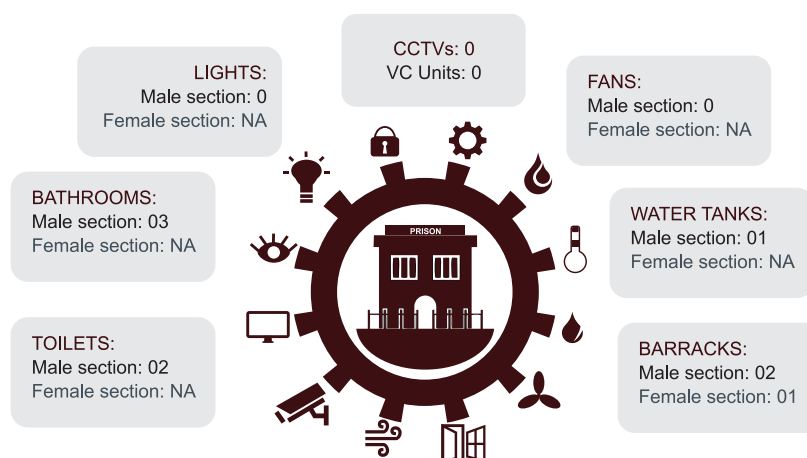 CCTVs: 0
VC Units: 0
LIGHTS:
Male section: 0
Female section: NA
FANS:
Male section: 0
Female section: NA
BATHROOMS:
Male section: 03
Female section: NA
WATER TANKS:
Male section: 01
Female section: NA
PRISON
TOILETS:
Male section: 02
Female section: NA
BARRACKS:
Male section: 02
Female section: 01